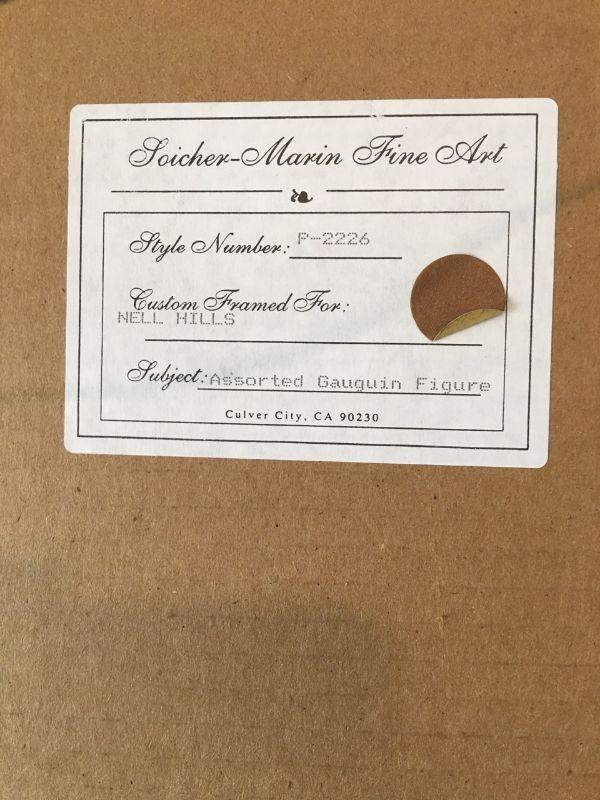 Soicher-Marin Fine Art
Style Number: P-2226
Custom Framed For:
NELL HILLS
Subject: Assorted Gauguin Figure
Culver City, CA 90230